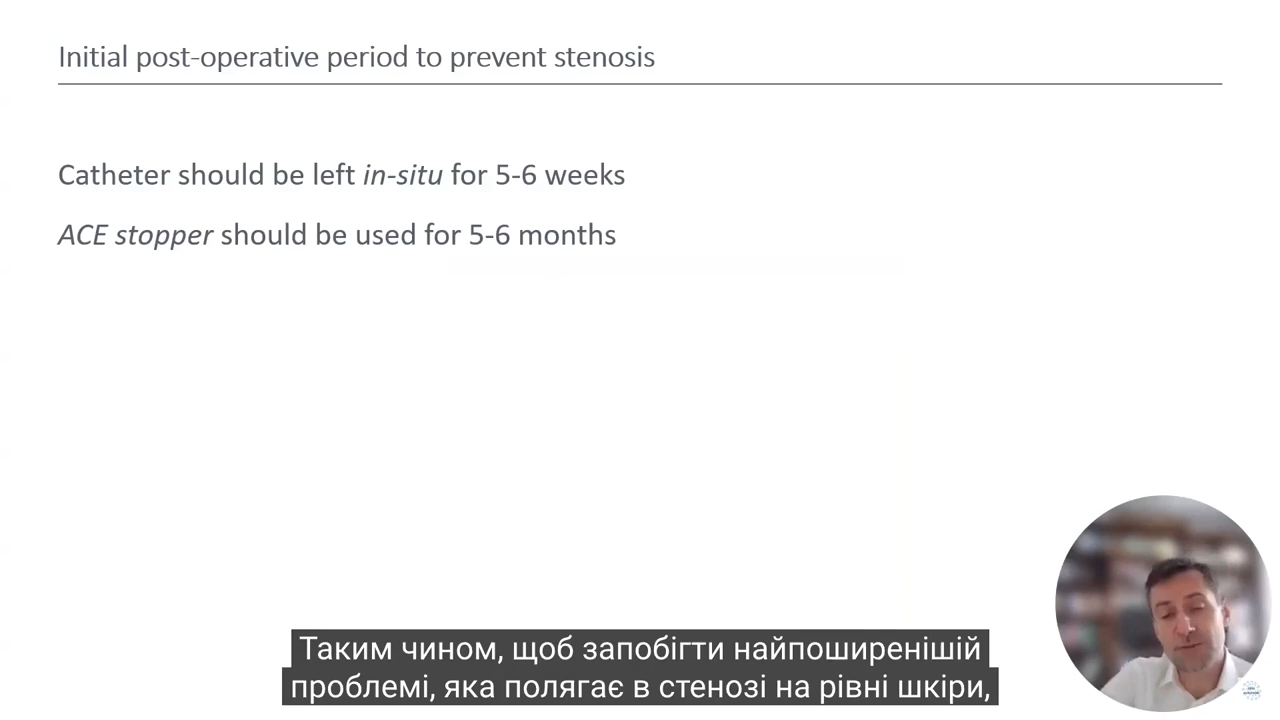 Initial post-operative period to prevent stenosis
Catheter should be left in-situ for 5-6 weeks
ACE stopper should be used for 5-6 months
Таким чином, щоб запобігти найпоширенішій
проблемі, яка полягає в стенозі на рівні шкіри,